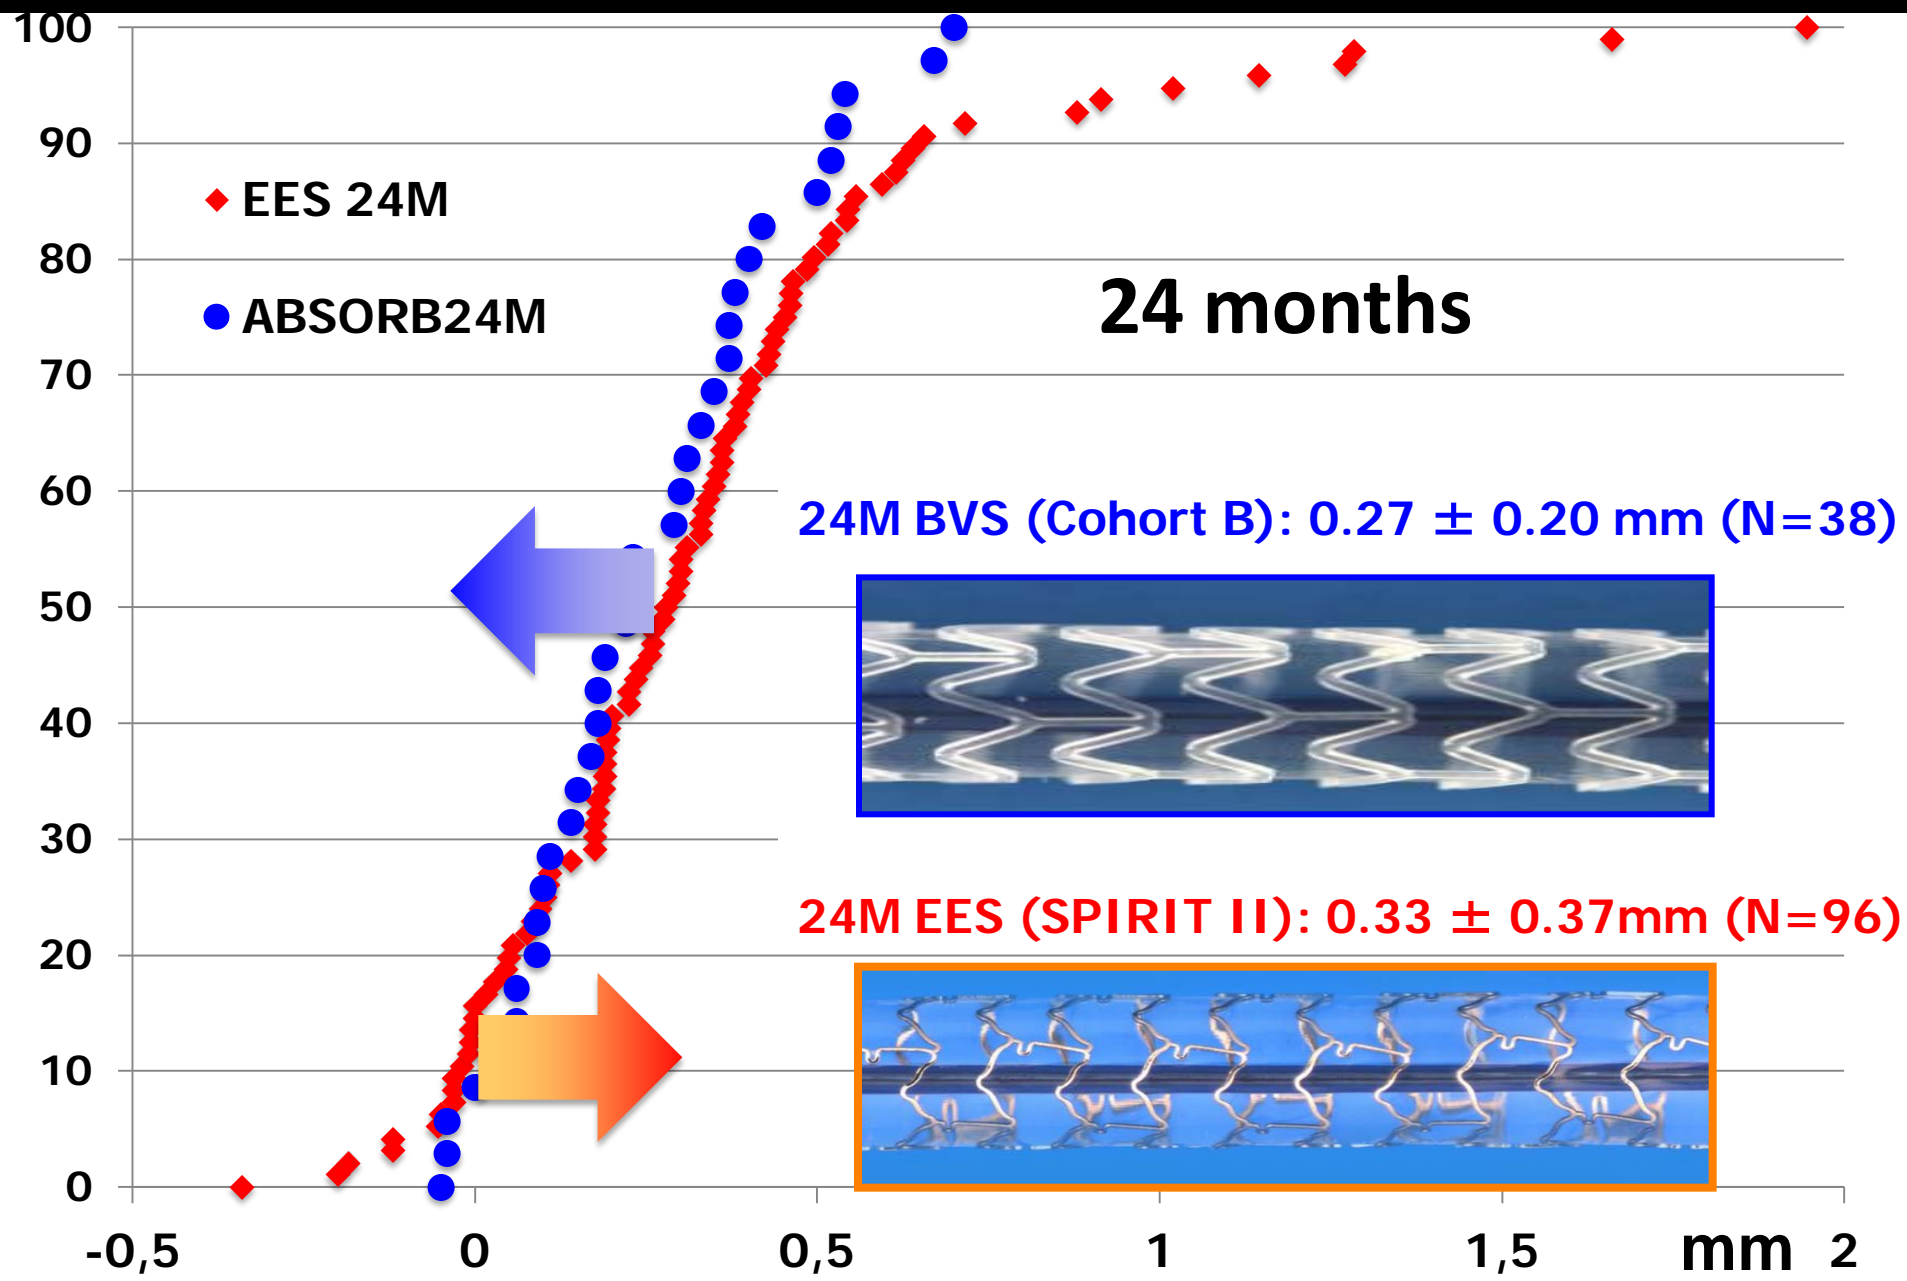 100
90
EES 24M
80
ABSORB24M
24 months
70
60
24M BVS (Cohort B): 0.27 ± 0.20 mm (N=38)
50
40
30
24M EES (SPIRIT II): 0.33 ± 0.37mm (N=96)
20
10
0
-0,5 0 0,5 1 1,5 mm 2